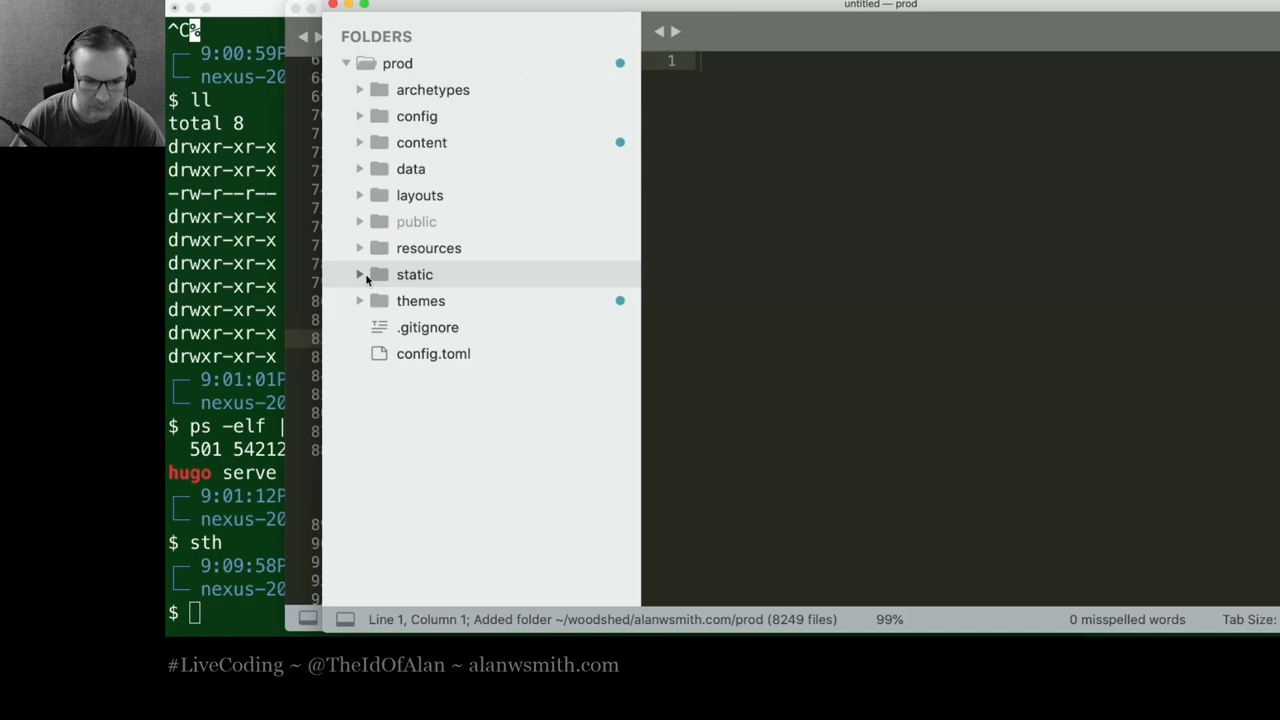 ^C%
9:00:59P
nexus-20
$ ll
total 8
drwxr-xr-x
drwxr-xr-x
-rw-r--r--
drwxr-xr-x
drwxr-xr-x
drwxr-xr-x
drwxr-xr-x
drwxr-xr-x
drwxr-xr-x
drwxr-xr-x
9:01:01P
nexus-20
$ ps -elf |
501 54212
hugo serve
9:01:12P
nexus-20
$ sth
9:09:58P
nexus-20
$
untitled — prod
FOLDERS
prod
archetypes
config
content
data
layouts
public
resources
static
themes
.gitignore
config.toml
1
Line 1, Column 1; Added folder ~/woodshed/alanwsmith.com/prod (8249 files)
99%
0 misspelled words
Tab Size:
#LiveCoding ~ @TheIdOfAlan ~ alanwsmith.com